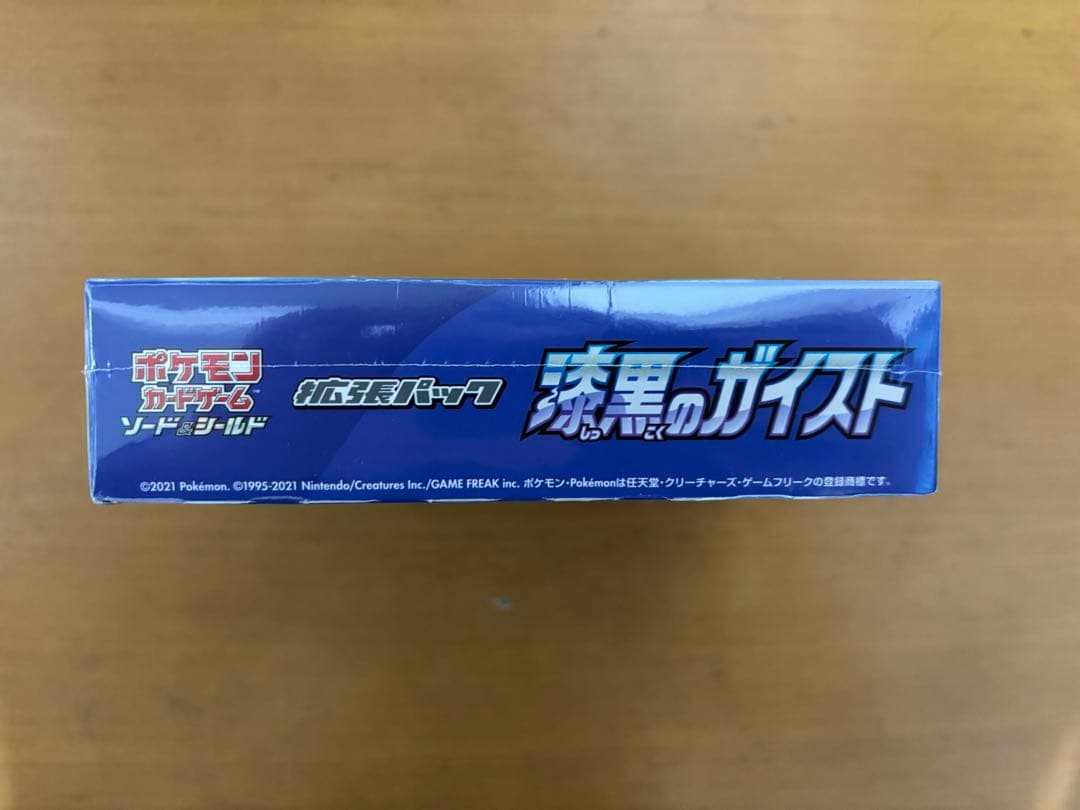 ポケモン
カードゲーム™
ソード&シールド
拡張パック
漆黒のガイスト
しっ こく
©2021 Pokémon. ©1995-2021 Nintendo/Creatures Inc./GAME FREAK inc. ポケモン・Pokémonは任天堂・クリーチャーズ・ゲームフリークの登録商標です。